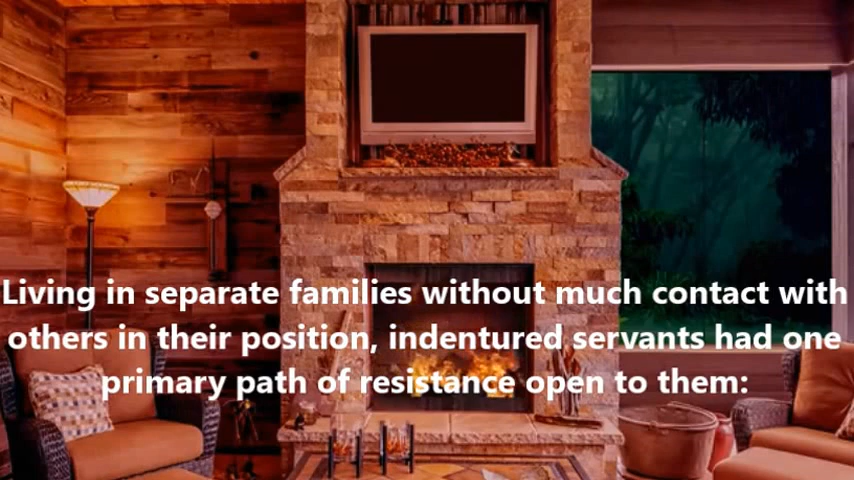 Living in separate families without much contact with
others in their position, indentured servants had one
primary path of resistance open to them: